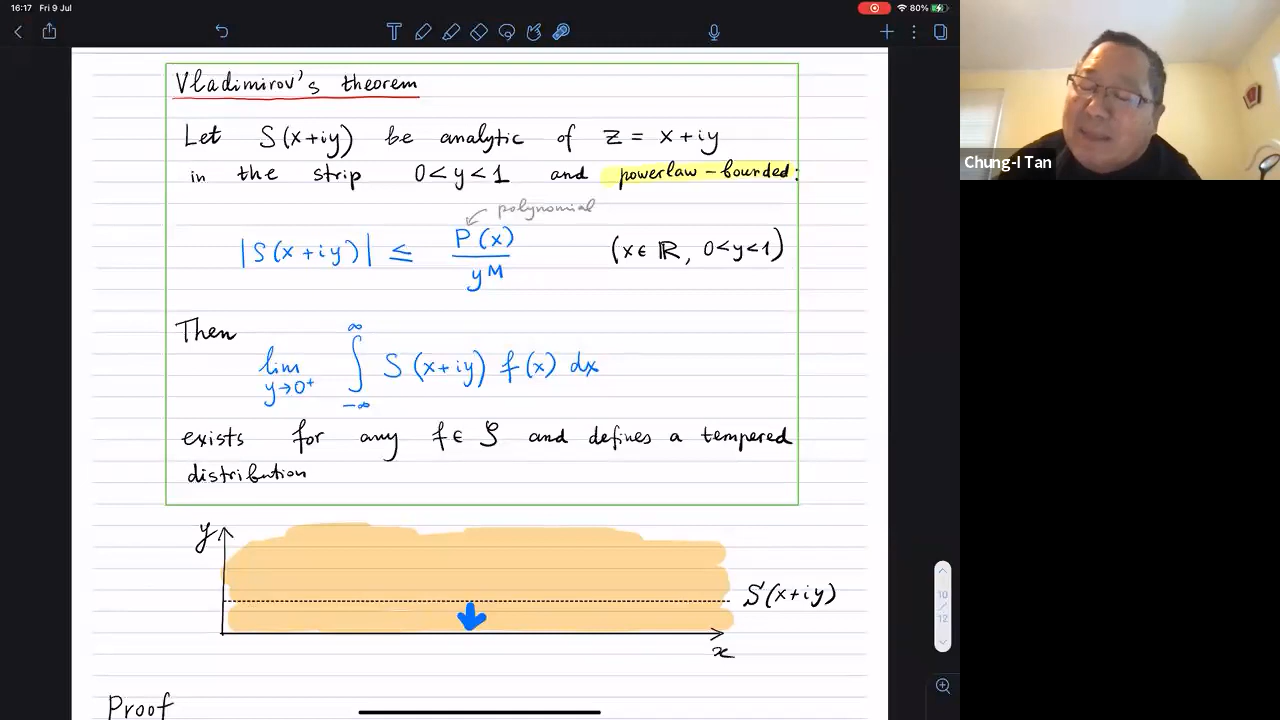 16:17 Fri 9 Jul
80%
Vladimirov's theorem
Let S(x+iy) be analytic of z = x+iy
in the strip 0<y<1 and powerlaw-bounded:
polynomial
|S(x+iy)| ≤ P(x)/y^M (x∈ℝ, 0<y<1)
Then
lim y→0⁺ ∫_{-∞}^{∞} S(x+iy) f(x) dx
exists for any f∈ S and defines a tempered
distribution
y
S(x+iy)
x
Proof
10
/
12
Chung-I Tan